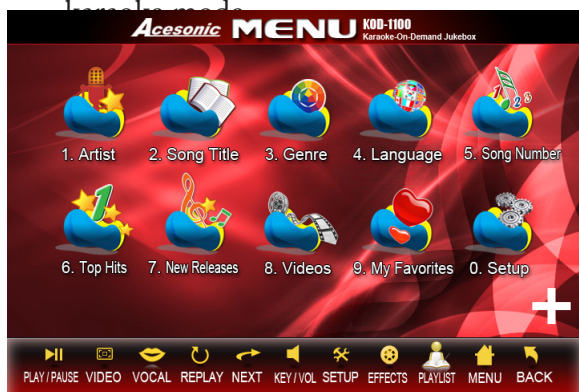 karaoke mode
Acesonic MENU KOD-1100
Karaoke-On-Demand Jukebox
1. Artist 2. Song Title 3. Genre 4. Language 5. Song Number
6. Top Hits 7. New Releases 8. Videos 9. My Favorites 0. Setup
PLAY / PAUSE VIDEO VOCAL REPLAY NEXT KEY / VOL SETUP EFFECTS PLAYLIST MENU BACK